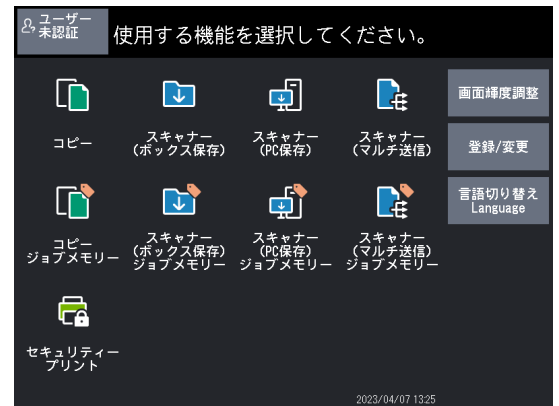 ユーザー
未認証
使用する機能を選択してください。
コピー
スキャナー
(ボックス保存)
スキャナー
(PC保存)
スキャナー
(マルチ送信)
画面輝度調整
登録/変更
言語切り替え
Language
コピー
ジョブメモリー
スキャナー
(ボックス保存)
ジョブメモリー
スキャナー
(PC保存)
ジョブメモリー
スキャナー
(マルチ送信)
ジョブメモリー
セキュリティー
プリント
2023/04/07 13:25